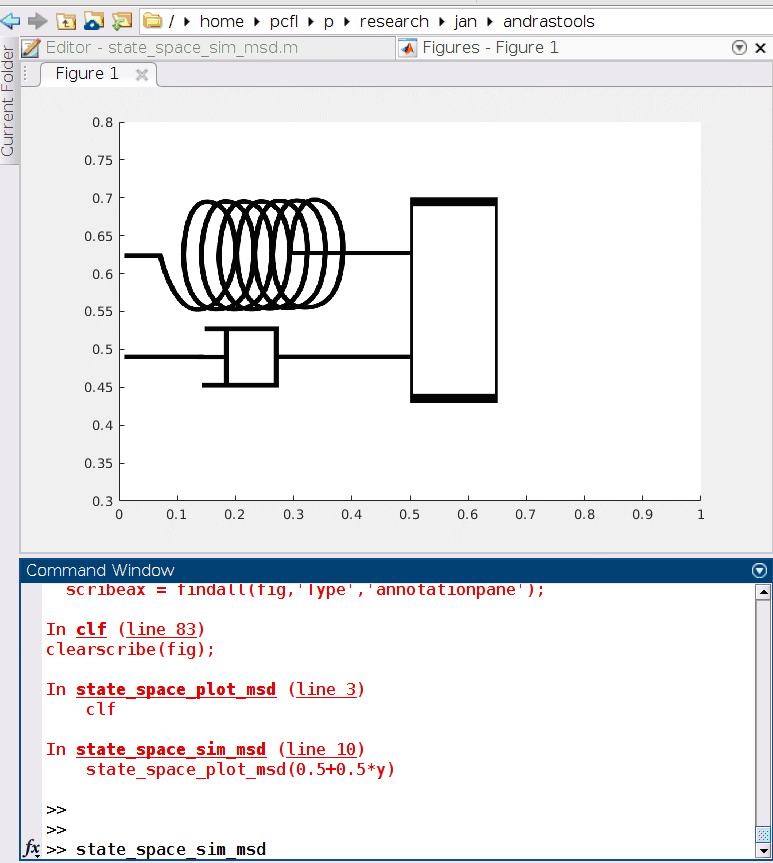 / ▸ home ▸ pcfl ▸ p ▸ research ▸ jan ▸ andrastools
Current Folder
Editor - state_space_sim_msd.m
Figures - Figure 1
Figure 1
0.8
0.75
0.7
0.65
0.6
0.55
0.5
0.45
0.4
0.35
0.3
0 0.1 0.2 0.3 0.4 0.5 0.6 0.7 0.8 0.9 1
Command Window
scribeax = findall(fig,'Type','annotationpane');
In clf (line 83)
clearscribe(fig);
In state_space_plot_msd (line 3)
clf
In state_space_sim_msd (line 10)
state_space_plot_msd(0.5+0.5*y)
>>
>>
fx >> state_space_sim_msd